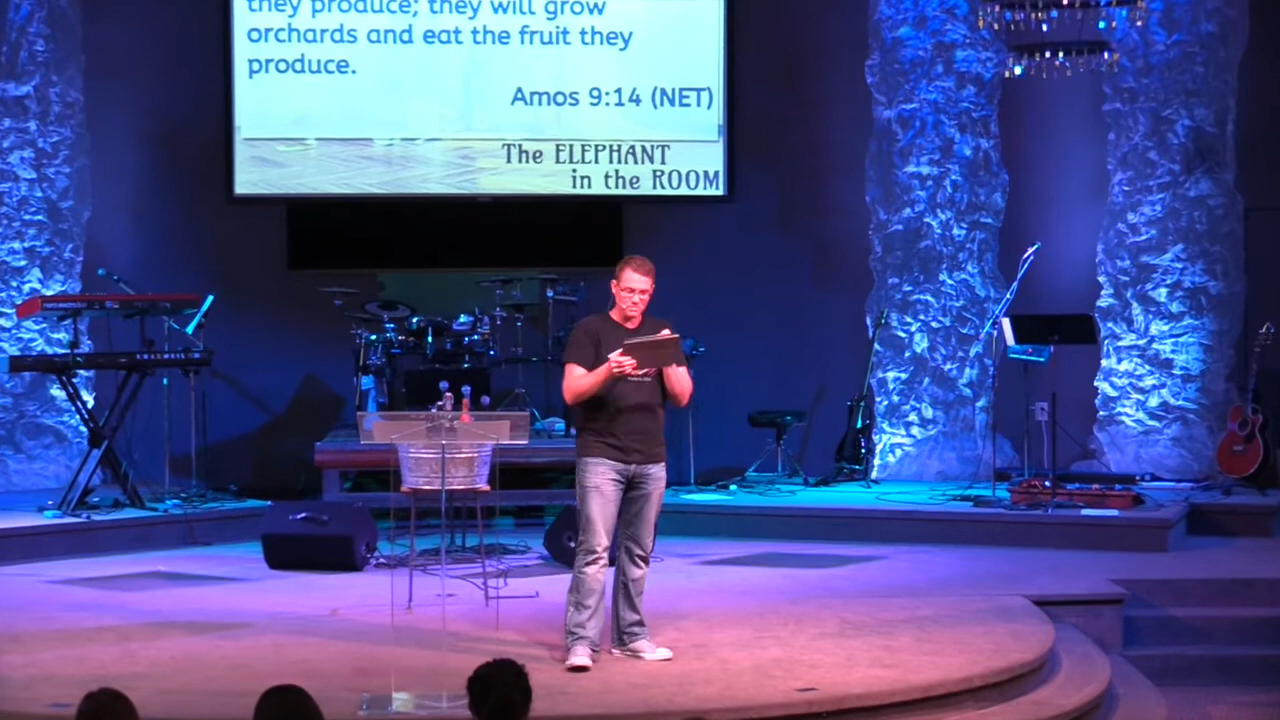 they produce; they will grow
orchards and eat the fruit they
produce.
Amos 9:14 (NET)
The ELEPHANT
in the ROOM
KURZWEIL